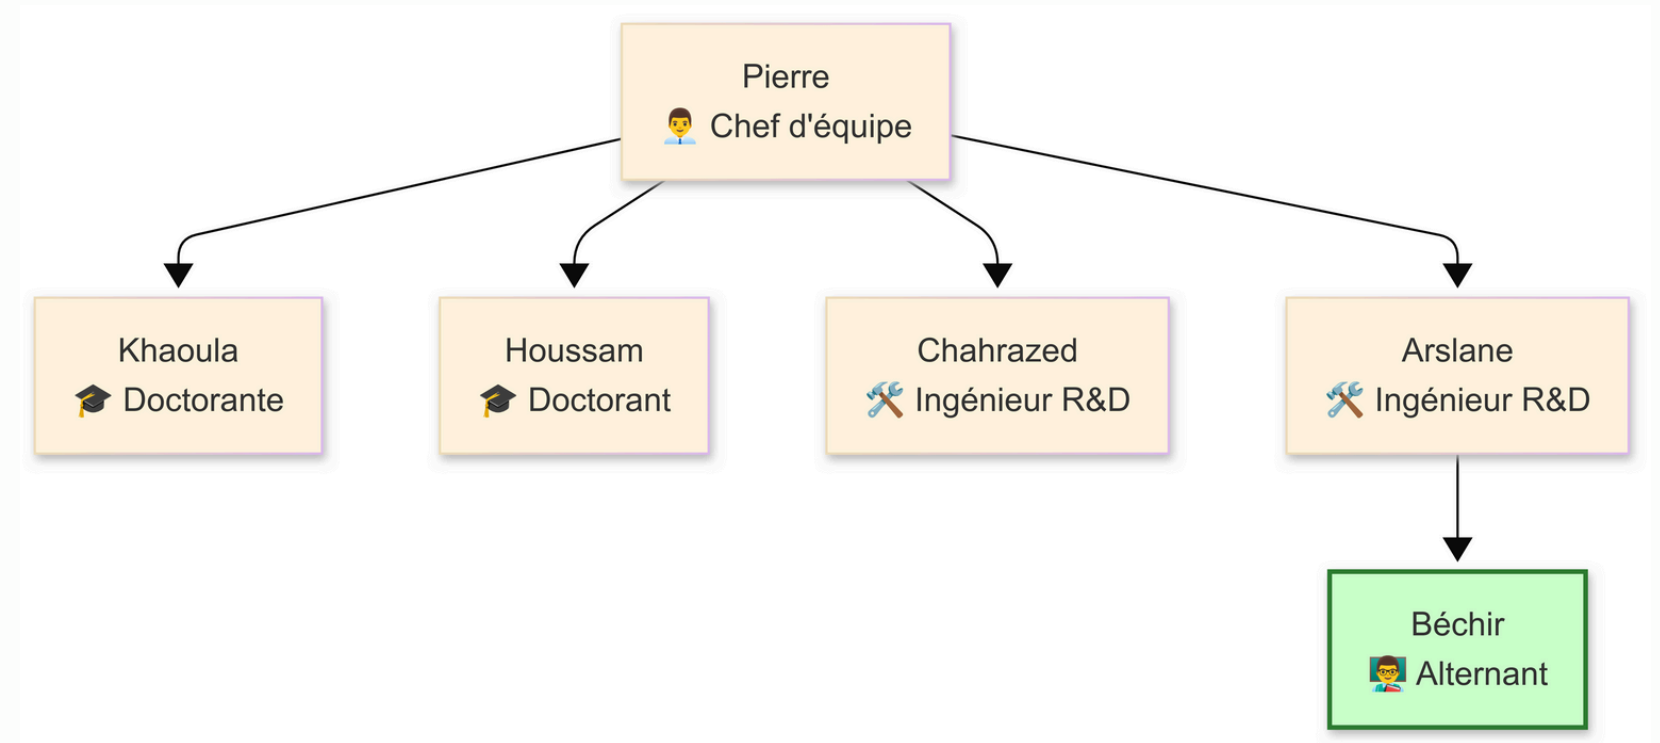 Pierre
👨‍💼 Chef d'équipe
Khaoula
🎓 Doctorante
Houssam
🎓 Doctorant
Chahrazed
🛠️ Ingénieur R&D
Arslane
🛠️ Ingénieur R&D
Béchir
👨‍🏫 Alternant